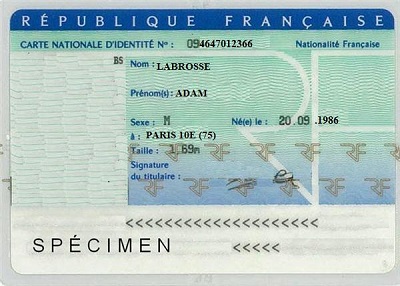 RÉPUBLIQUE FRANÇAISE
CARTE NATIONALE D'IDENTITÉ Nº : 094647012366 Nationalité Française
BS Nom : LABROSSE
Prénom(s) : ADAM
Sexe : M Né(e) le : 20.09.1986
à : PARIS 10E (75)
Taille : 1,69m
Signature
du titulaire :
<<<<<<<<<<<<<<<<<<<<<
SPÉCIMEN <<<<<<<<<